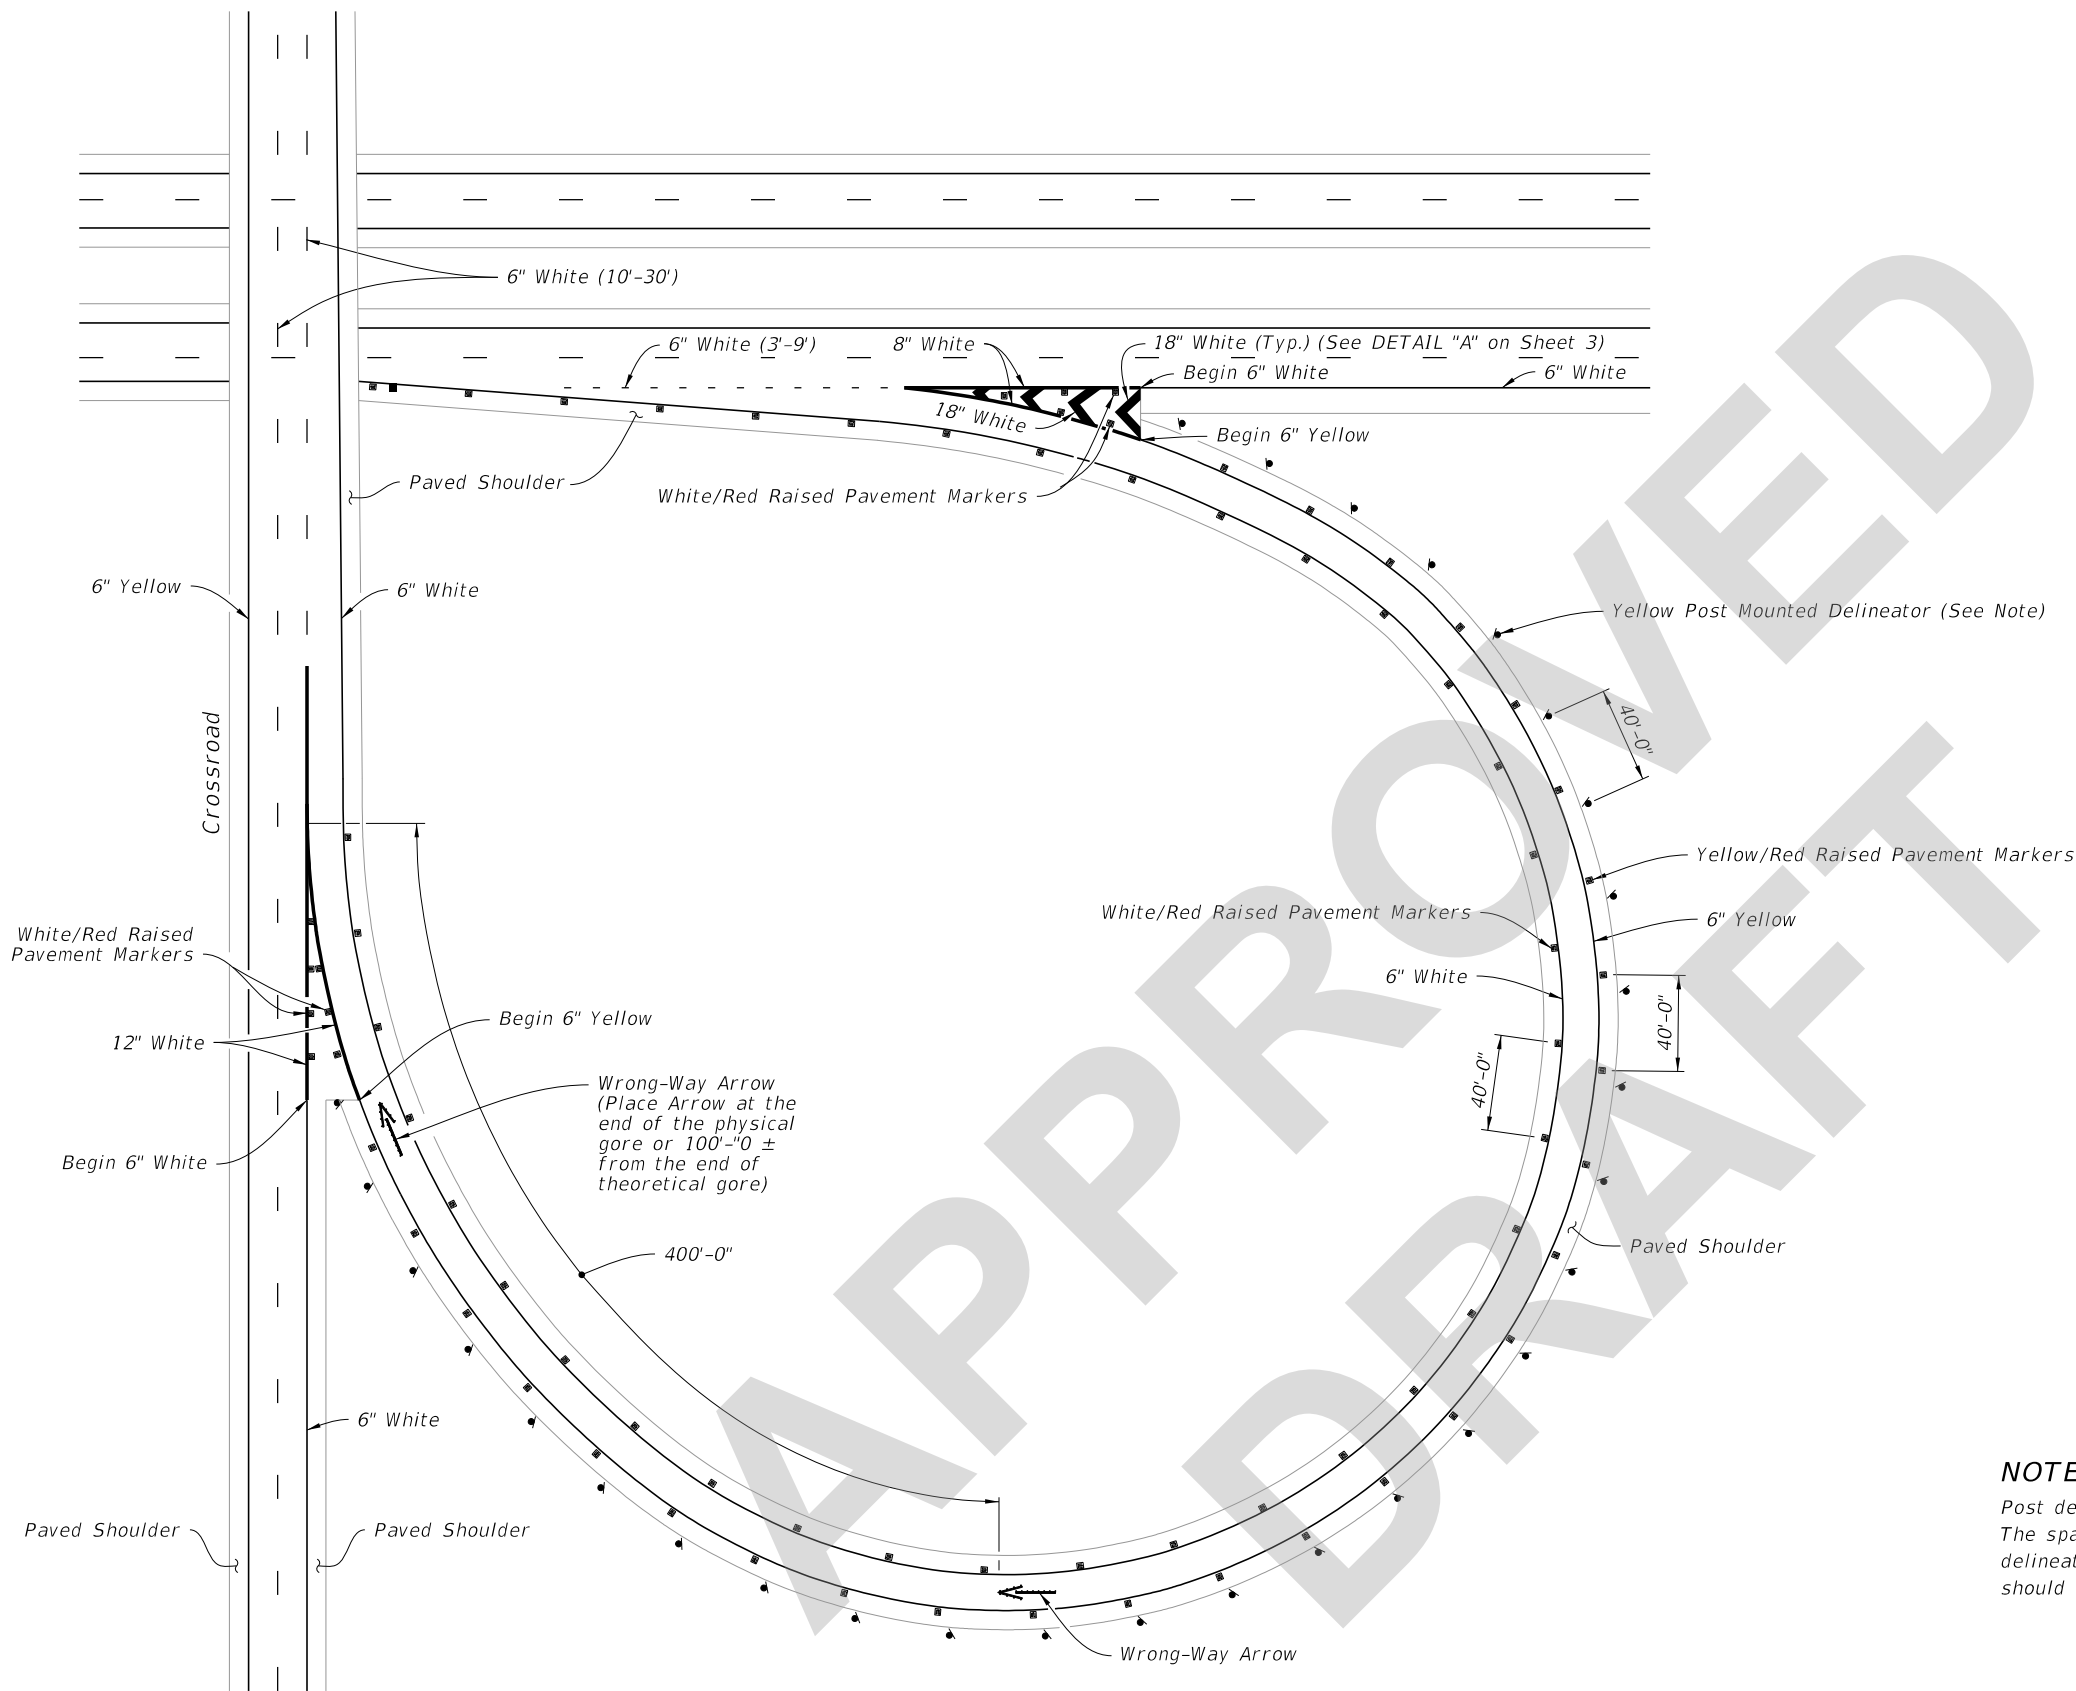 6" White (10'-30')
6" White (3'-9')
8" White
18" White (Typ.) (See DETAIL "A" on Sheet 3)
Begin 6" White
6" White
18" White
Begin 6" Yellow
Paved Shoulder
White/Red Raised Pavement Markers
6" Yellow
6" White
Yellow Post Mounted Delineator (See Note)
40'-0"
Crossroad
Yellow/Red Raised Pavement Markers
White/Red Raised Pavement Markers
6" Yellow
White/Red Raised
Pavement Markers
6" White
40'-0"
40'-0"
Begin 6" Yellow
12" White
Wrong-Way Arrow
(Place Arrow at the
end of the physical
gore or 100'-"0 ±
from the end of
theoretical gore)
Begin 6" White
400'-0"
Paved Shoulder
6" White
Paved Shoulder
Paved Shoulder
Wrong-Way Arrow
NOTE
Post de
The spa
delineat
should
APPROVED
DRAFT